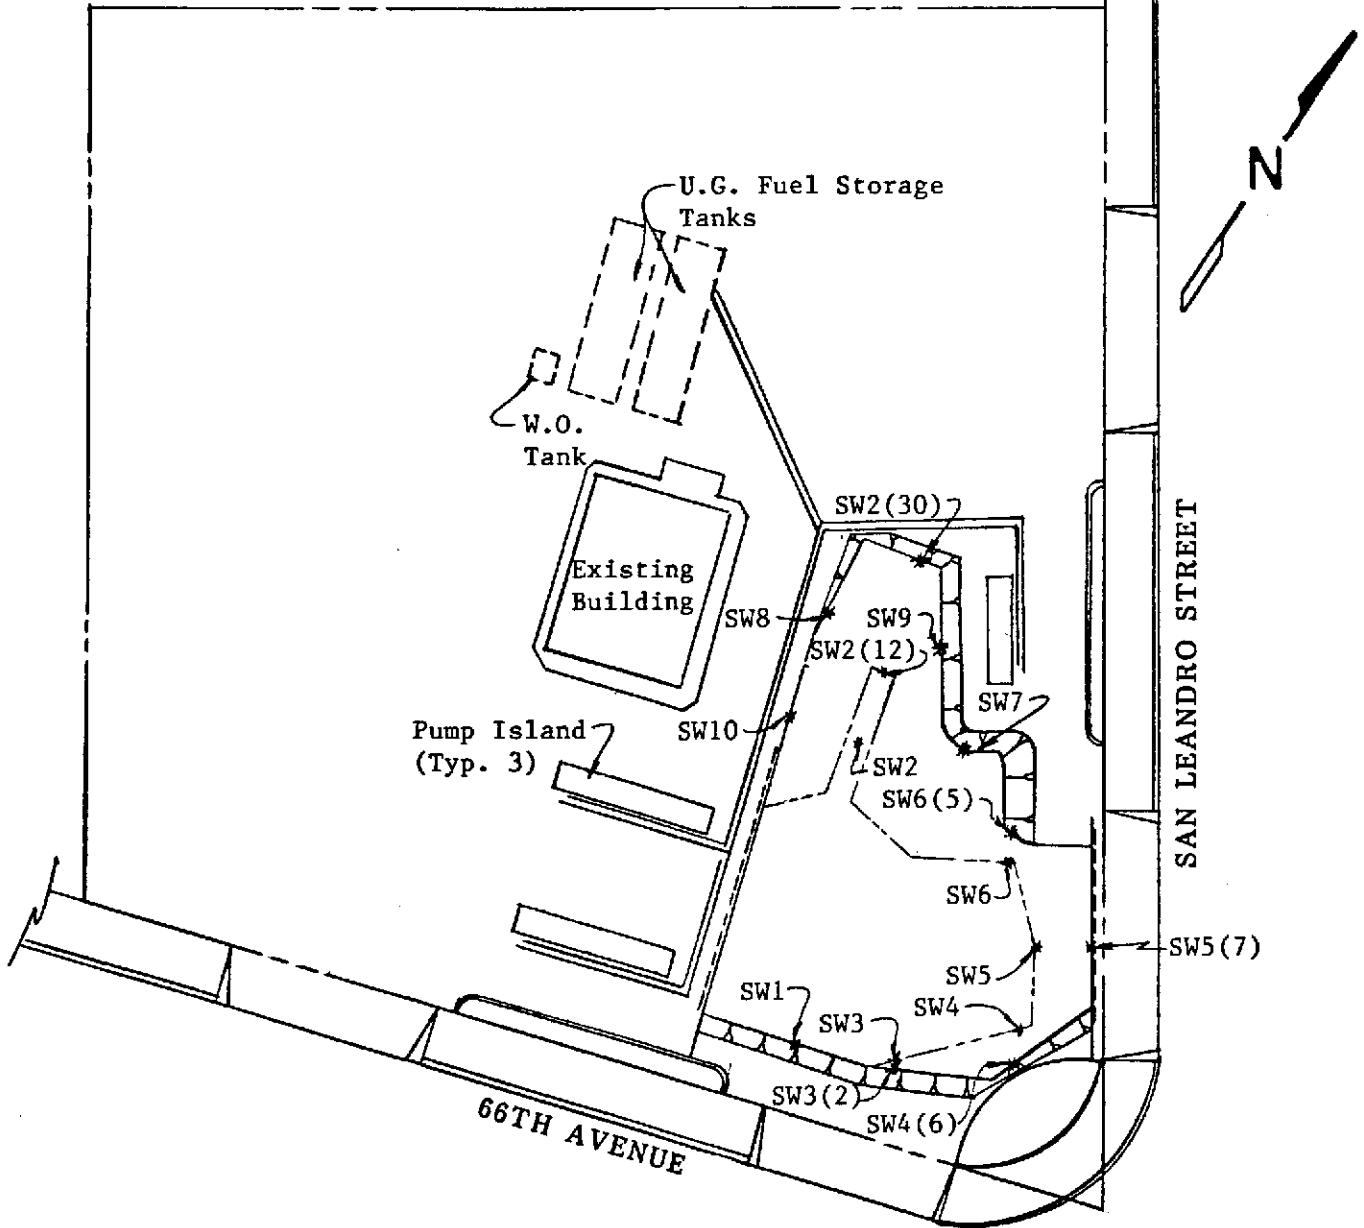 U.G. Fuel Storage
Tanks
N
W.O.
Tank
SW2(30)
Existing
Building
SW8
SW9
SW2(12)
SW7
SW10
Pump Island
(Typ. 3)
SW2
SW6(5)
SAN LEANDRO STREET
SW6
SW5(7)
SW5
SW1
SW3
SW4
SW3(2)
SW4(6)
66TH AVENUE